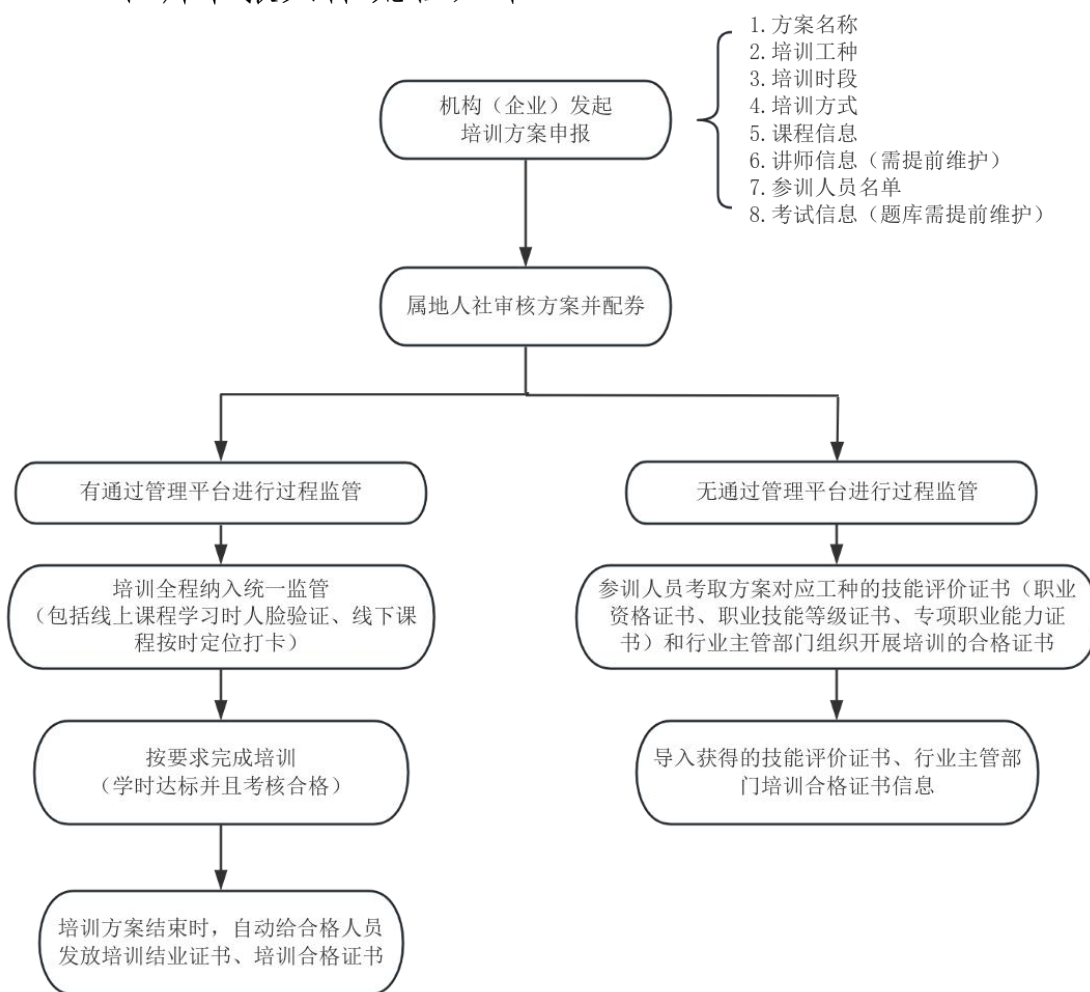 1. 方案名称
2. 培训工种
3. 培训时段
4. 培训方式
5. 课程信息
6. 讲师信息（需提前维护）
7. 参训人员名单
8. 考试信息（题库需提前维护）
机构（企业）发起
培训方案申报
属地人社审核方案并配券
有通过管理平台进行过程监管
无通过管理平台进行过程监管
培训全程纳入统一监管
（包括线上课程学习时人脸验证、线下课
程按时定位打卡）
参训人员考取方案对应工种的技能评价证书（职业
资格证书、职业技能等级证书、专项职业能力证
书）和行业主管部门组织开展培训的合格证书
按要求完成培训
（学时达标并且考核合格）
导入获得的技能评价证书、行业主管部
门培训合格证书信息
培训方案结束时，自动给合格人员
发放培训结业证书、培训合格证书